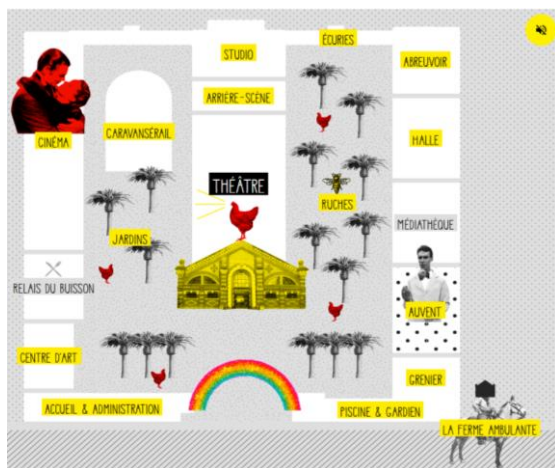 STUDIO
ÉCURIES
ABREUVOIR
ARRIÈRE-SCÈNE
CINÉMA
CARAVANSÉRAIL
HALLE
THÉÂTRE
RUCHES
MÉDIATHÈQUE
JARDINS
RELAIS DU BUISSON
AUVENT
CENTRE D'ART
GRENIER
ACCUEIL & ADMINISTRATION
PISCINE & GARDIEN
LA FERME AMBULANTE